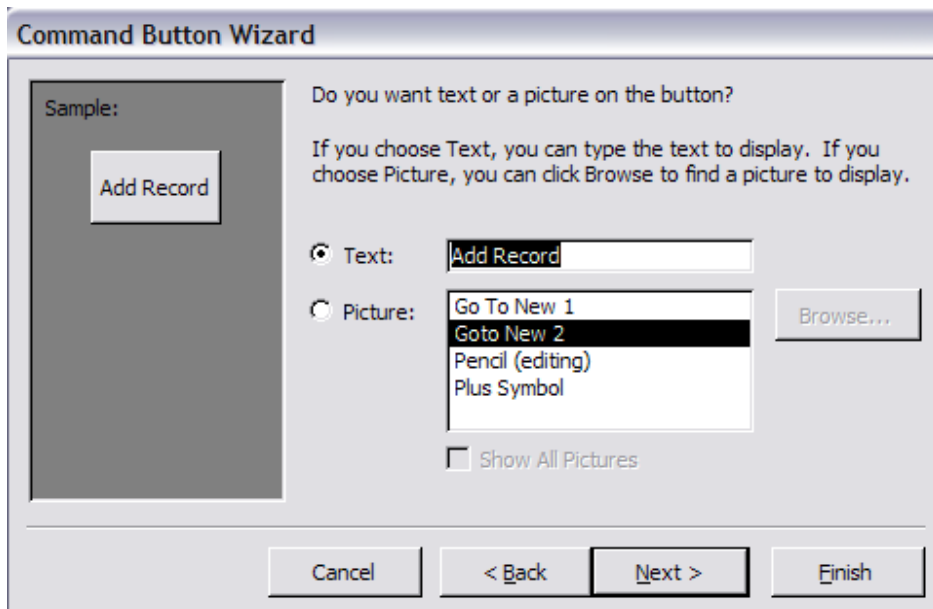 Command Button Wizard
Sample:
Add Record
Do you want text or a picture on the button?
If you choose Text, you can type the text to display. If you
choose Picture, you can click Browse to find a picture to display.
Text: Add Record
Picture: Go To New 1
Goto New 2
Pencil (editing)
Plus Symbol
Browse...
Show All Pictures
Cancel < Back Next > Finish